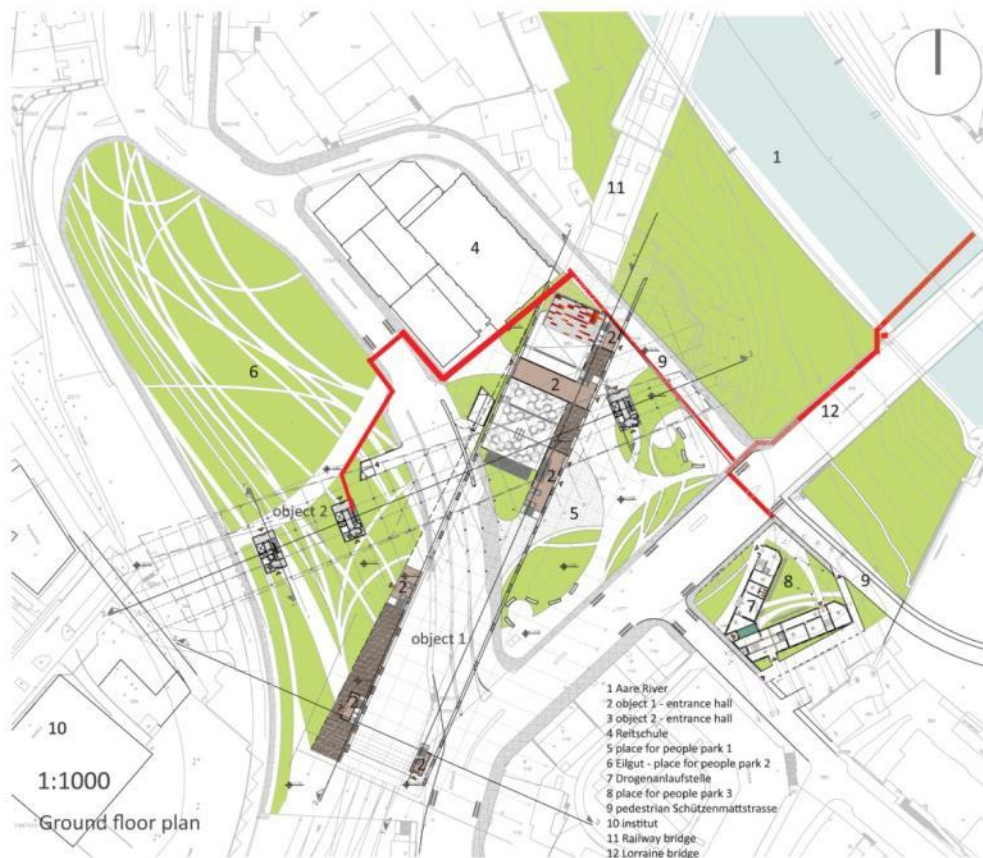 1
11
4
2
9
6
2
12
2
object 2
5
2
8
9
7
object 1
2
2
10
1:1000
Ground floor plan
1 Aare River
2 object 1 - entrance hall
3 object 2 - entrance hall
4 Reitschule
5 place for people park 1
6 Eilgut - place for people park 2
7 Drogenanlaufstelle
8 place for people park 3
9 pedestrian Schützenmattstrasse
10 institut
11 Railway bridge
12 Lorraine bridge